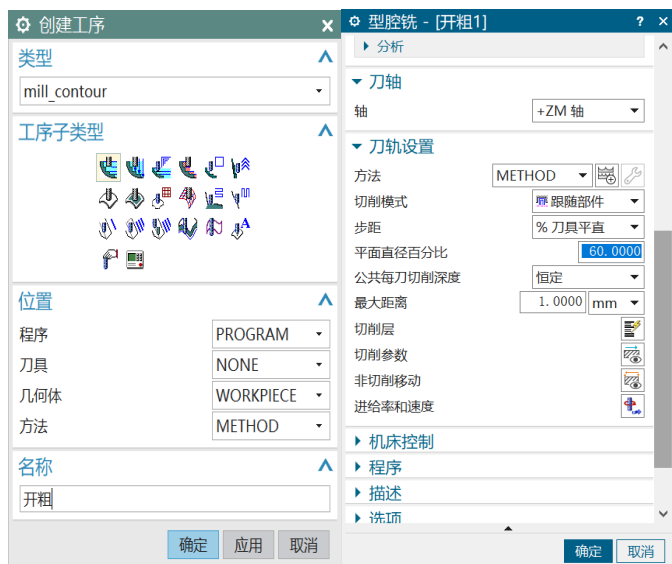 创建工序
类型
mill_contour
工序子类型
位置
程序 PROGRAM
刀具 NONE
几何体 WORKPIECE
方法 METHOD
名称
开粗
确定 应用 取消
型腔铣 - [开粗1]
分析
刀轴
轴 +ZM 轴
刀轨设置
方法 METHOD
切削模式 跟随部件
步距 % 刀具平直
平面直径百分比 60.0000
公共每刀切削深度 恒定
最大距离 1.0000 mm
切削层
切削参数
非切削移动
进给率和速度
机床控制
程序
描述
选项
确定 取消